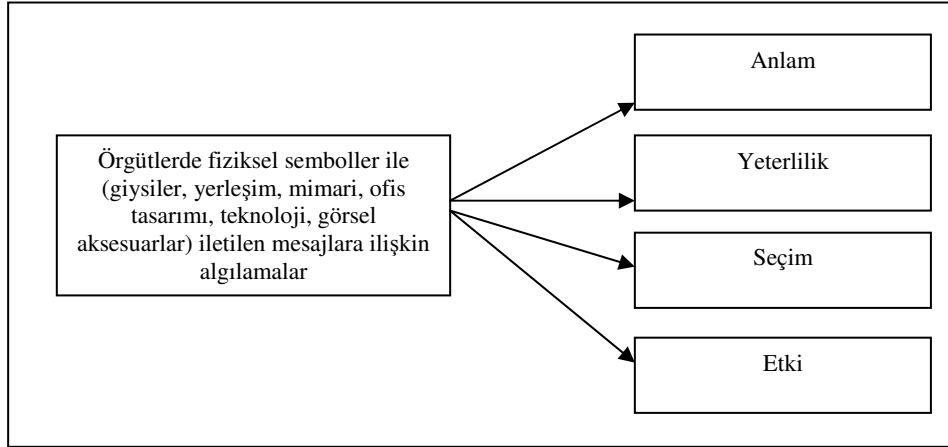 Anlam
Örgütlerde fiziksel semboller ile
(giysiler, yerleşim, mimari, ofis
tasarımı, teknoloji, görsel
aksesuarlar) iletilen mesajlara ilişkin
algılamalar
Yeterlilik
Seçim
Etki